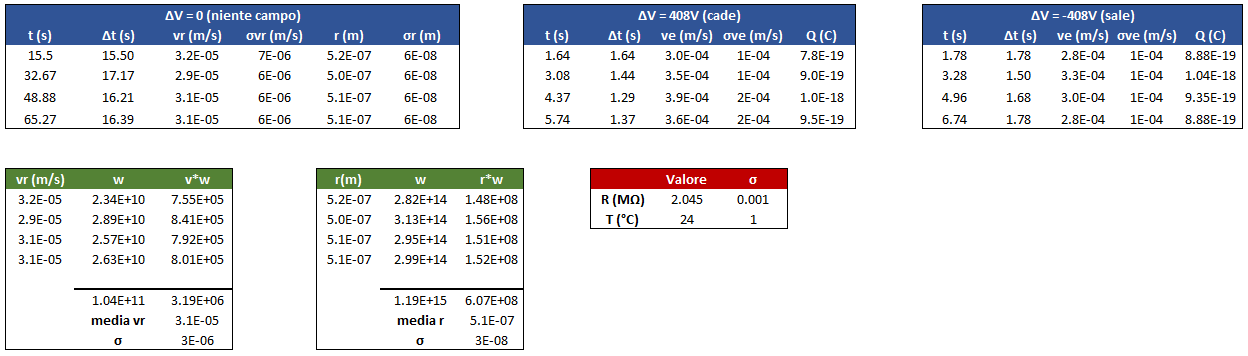 ΔV = 0 (niente campo)
t (s) Δt (s) vr (m/s) σvr (m/s) r (m) σr (m)
15.5 15.50 3.2E-05 7E-06 5.2E-07 6E-08
32.67 17.17 2.9E-05 6E-06 5.0E-07 6E-08
48.88 16.21 3.1E-05 6E-06 5.1E-07 6E-08
65.27 16.39 3.1E-05 6E-06 5.1E-07 6E-08
ΔV = 408V (cade)
t (s) Δt (s) ve (m/s) σve (m/s) Q (C)
1.64 1.64 3.0E-04 1E-04 7.8E-19
3.08 1.44 3.5E-04 1E-04 9.0E-19
4.37 1.29 3.9E-04 2E-04 1.0E-18
5.74 1.37 3.6E-04 2E-04 9.5E-19
ΔV = -408V (sale)
t (s) Δt (s) ve (m/s) σve (m/s) Q (C)
1.78 1.78 2.8E-04 1E-04 8.88E-19
3.28 1.50 3.3E-04 1E-04 1.04E-18
4.96 1.68 3.0E-04 1E-04 9.35E-19
6.74 1.78 2.8E-04 1E-04 8.88E-19
vr (m/s) w v*w
3.2E-05 2.34E+10 7.55E+05
2.9E-05 2.89E+10 8.41E+05
3.1E-05 2.57E+10 7.92E+05
3.1E-05 2.63E+10 8.01E+05
1.04E+11 3.19E+06
media vr 3.1E-05
σ 3E-06
r(m) w r*w
5.2E-07 2.82E+14 1.48E+08
5.0E-07 3.13E+14 1.56E+08
5.1E-07 2.95E+14 1.51E+08
5.1E-07 2.99E+14 1.52E+08
1.19E+15 6.07E+08
media r 5.1E-07
σ 3E-08
Valore σ
R (MΩ) 2.045 0.001
T (°C) 24 1